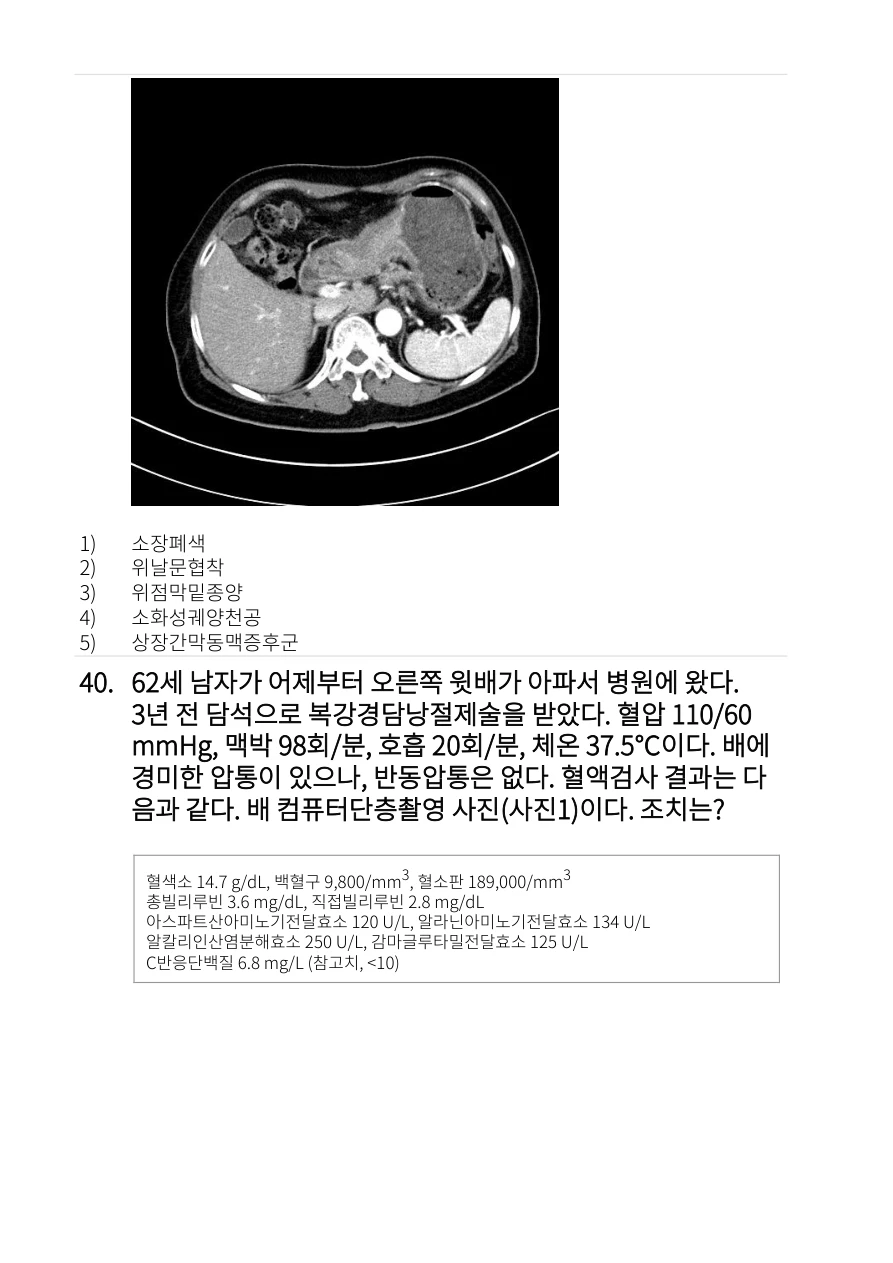 1) 소장폐색
2) 위날문협착
3) 위점막밑종양
4) 소화성궤양천공
5) 상장간막동맥증후군
40. 62세 남자가 어제부터 오른쪽 윗배가 아파서 병원에 왔다.
3년 전 담석으로 복강경담낭절제술을 받았다. 혈압 110/60
mmHg, 맥박 98회/분, 호흡 20회/분, 체온 37.5℃이다. 배에
경미한 압통이 있으나, 반동압통은 없다. 혈액검사 결과는 다
음과 같다. 배 컴퓨터단층촬영 사진(사진1)이다. 조치는?
혈색소 14.7 g/dL, 백혈구 9,800/mm³, 혈소판 189,000/mm³
총빌리루빈 3.6 mg/dL, 직접빌리루빈 2.8 mg/dL
아스파트산아미노기전달효소 120 U/L, 알라닌아미노기전달효소 134 U/L
알칼리인산염분해효소 250 U/L, 감마글루타밀전달효소 125 U/L
C반응단백질 6.8 mg/L (참고치, <10)